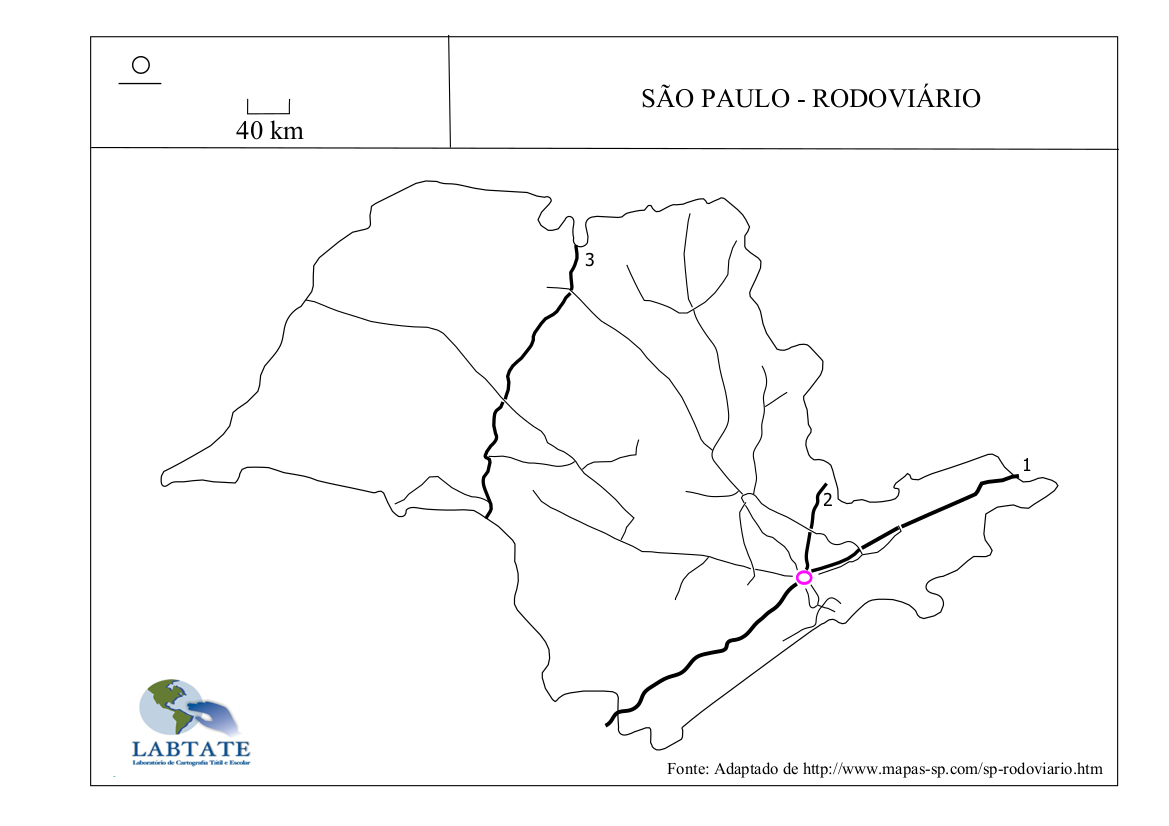 40 km
SÃO PAULO - RODOVIÁRIO
3
1
2
LABTATE
Laboratório de Cartografia Tátil e Escolar
Fonte: Adaptado de http://www.mapas-sp.com/sp-rodoviario.htm